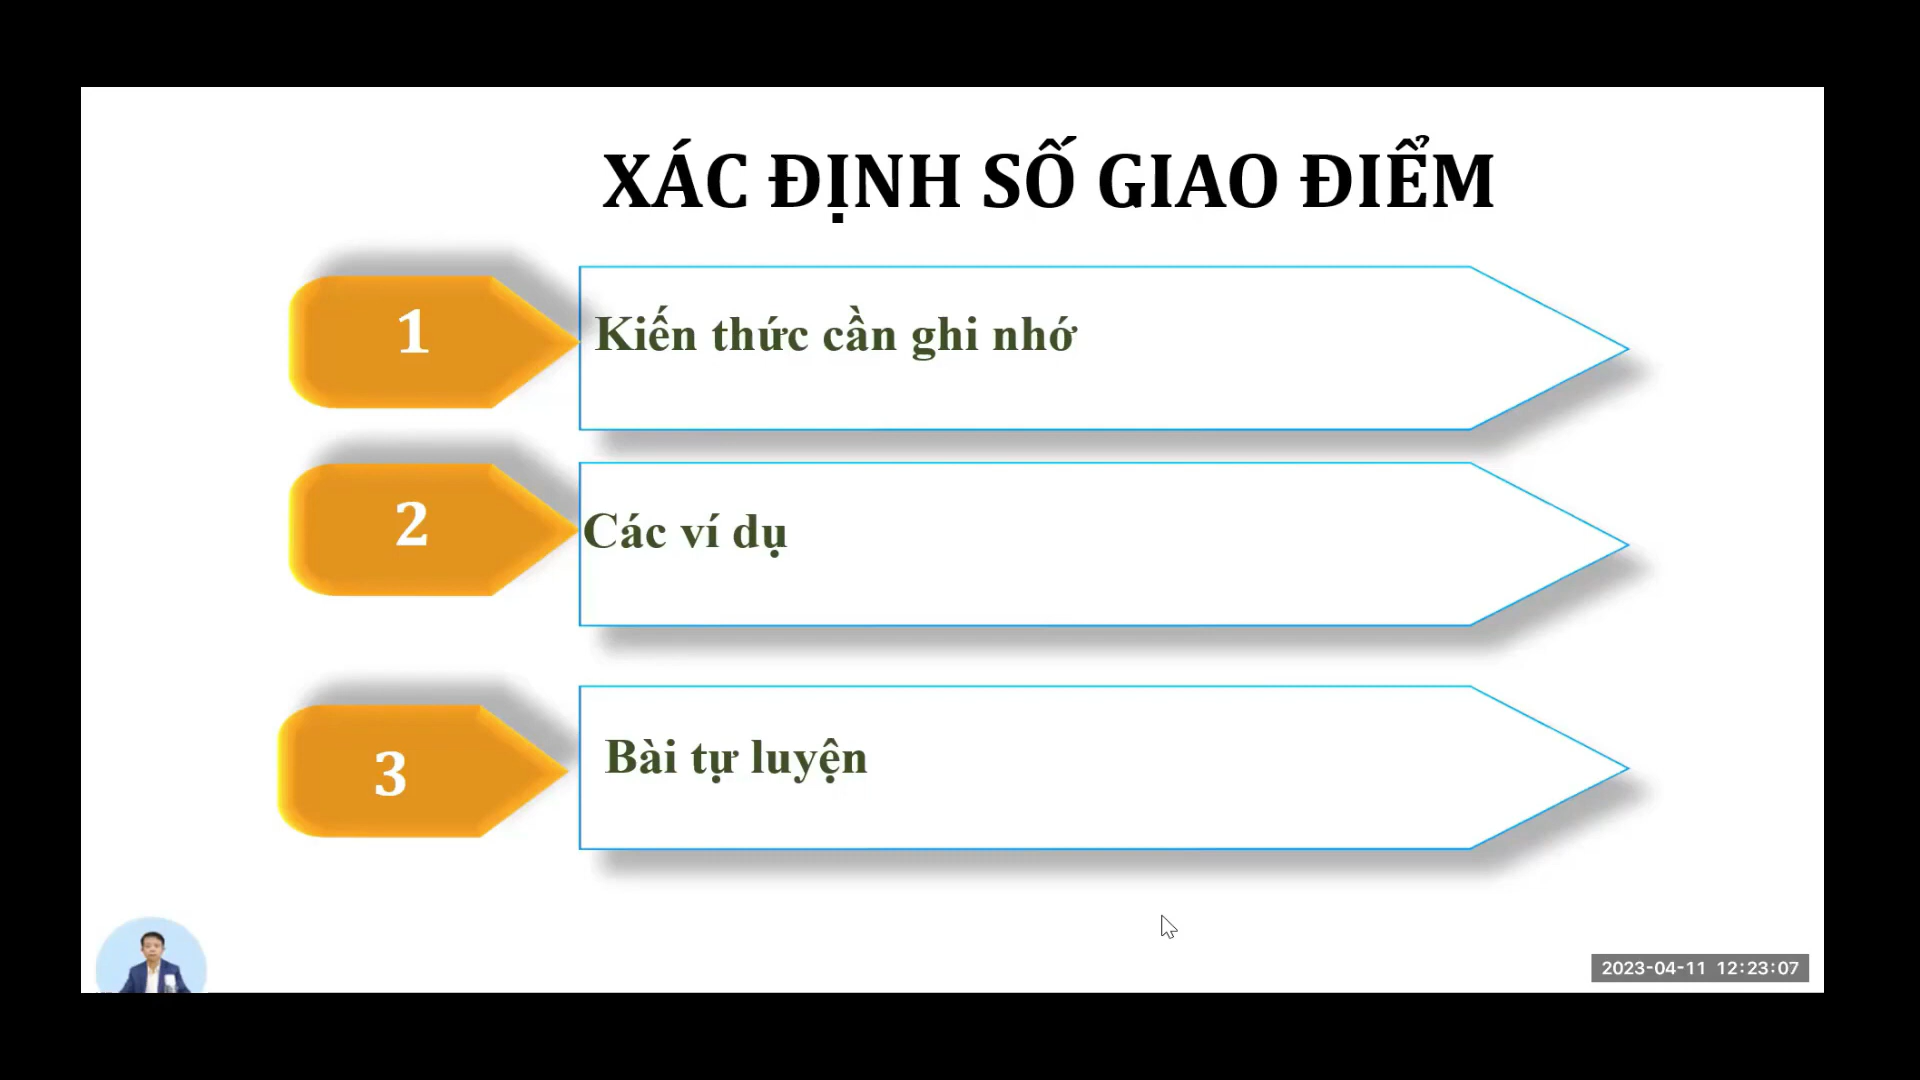 XÁC ĐỊNH SỐ GIAO ĐIỂM
1
Kiến thức cần ghi nhớ
2
Các ví dụ
3
Bài tự luyện
2023-04-11 12:23:07